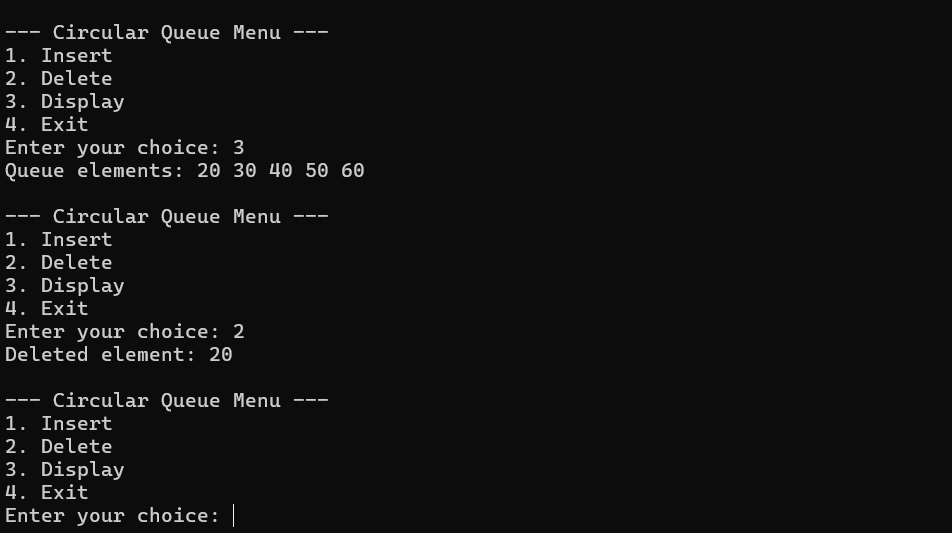 --- Circular Queue Menu ---
1. Insert
2. Delete
3. Display
4. Exit
Enter your choice: 3
Queue elements: 20 30 40 50 60
--- Circular Queue Menu ---
1. Insert
2. Delete
3. Display
4. Exit
Enter your choice: 2
Deleted element: 20
--- Circular Queue Menu ---
1. Insert
2. Delete
3. Display
4. Exit
Enter your choice: